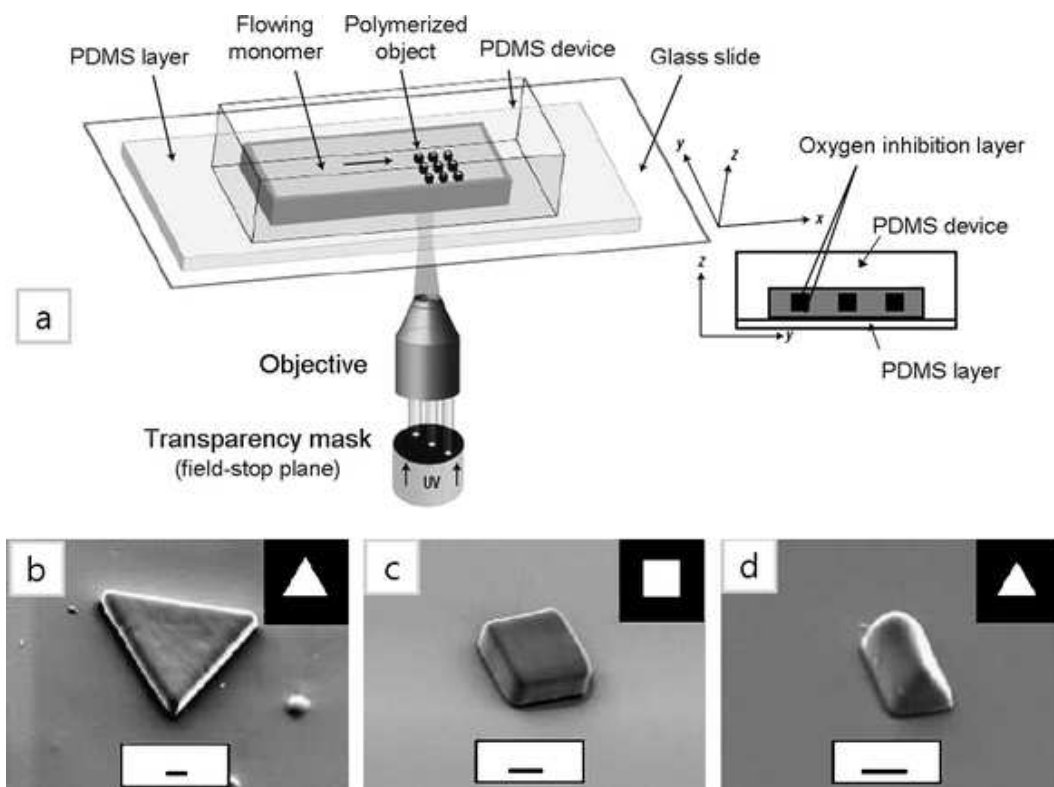 Flowing
monomer
Polymerized
object
PDMS layer
PDMS device
Glass slide
y
z
x
Oxygen inhibition layer
PDMS device
z
y
PDMS layer
a
Objective
Transparency mask
(field-stop plane)
UV
b
c
d